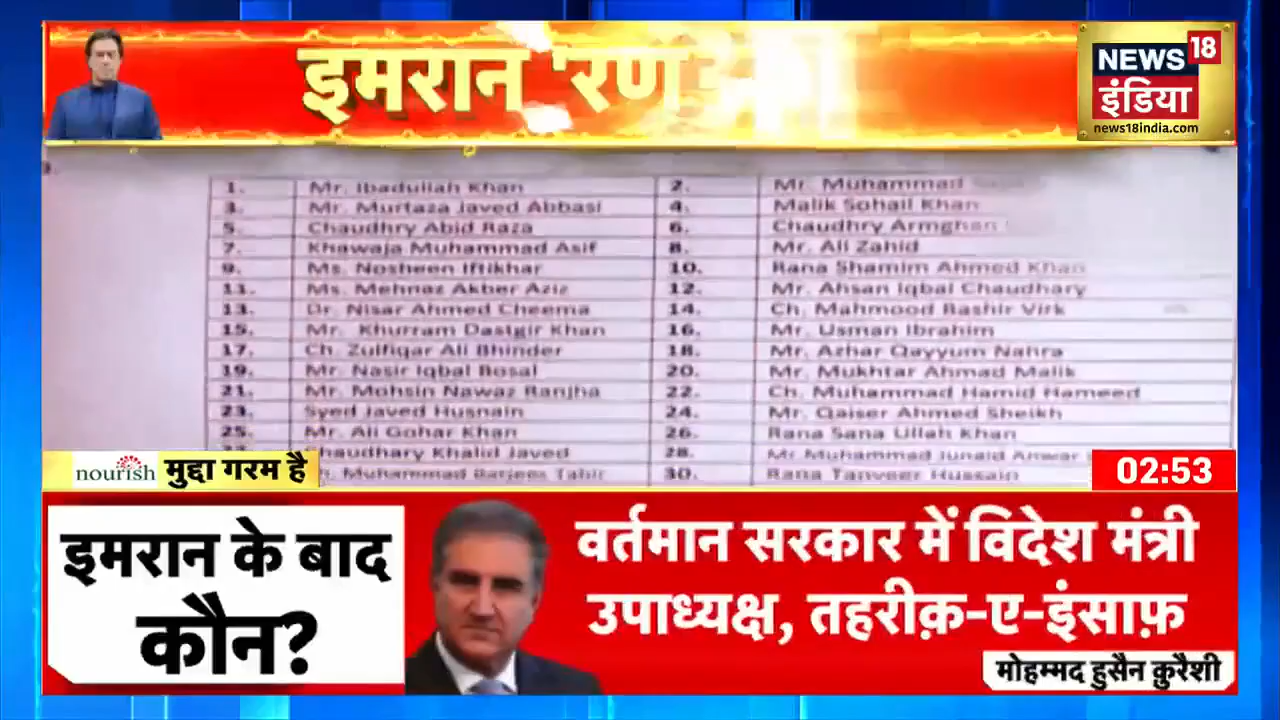 इमरान 'रण
NEWS 18
इंडिया
news18india.com
1. Mr. Ibadullah Khan 2. Mr. Muhammad
3. Mr. Murtaza Javed Abbasi 4. Malik Sohail Khan
5. Chaudhry Abid Raza 6. Chaudhry Armghan
7. Khawaja Muhammad Asif 8. Mr. Ali Zahid
9. Ms. Nosheen Iftikhar 10. Rana Shamim Ahmed Khan
11. Ms. Mehnaz Akber Aziz 12. Mr. Ahsan Iqbal Chaudhary
13. Dr. Nisar Ahmed Cheema 14. Ch. Mahmood Bashir Virk
15. Mr. Khurram Dastgir Khan 16. Mr. Usman Ibrahim
17. Ch. Zulfiqar Ali Bhinder 18. Mr. Azhar Qayyum Nahra
19. Mr. Nasir Iqbal Bosal 20. Mr. Mukhtar Ahmad Malik
21. Mr. Mohsin Nawaz Ranjha 22. Ch. Muhammad Hamid Hameed
23. Syed Javed Husnain 24. Mr. Qaiser Ahmed Sheikh
25. Mr. Ali Gohar Khan 26. Rana Sana Ullah Khan
Khalid Javed 28. Mr Muhammad Junaid Anwar
Muhammad Barjees Tahir 30. Rana Tanveer Hussain
nourish मुद्दा गरम है
02:53
इमरान के बाद
कौन?
वर्तमान सरकार में विदेश मंत्री
उपाध्यक्ष, तहरीक़-ए-इंसाफ़
मोहम्मद हुसैन क़ुरैशी